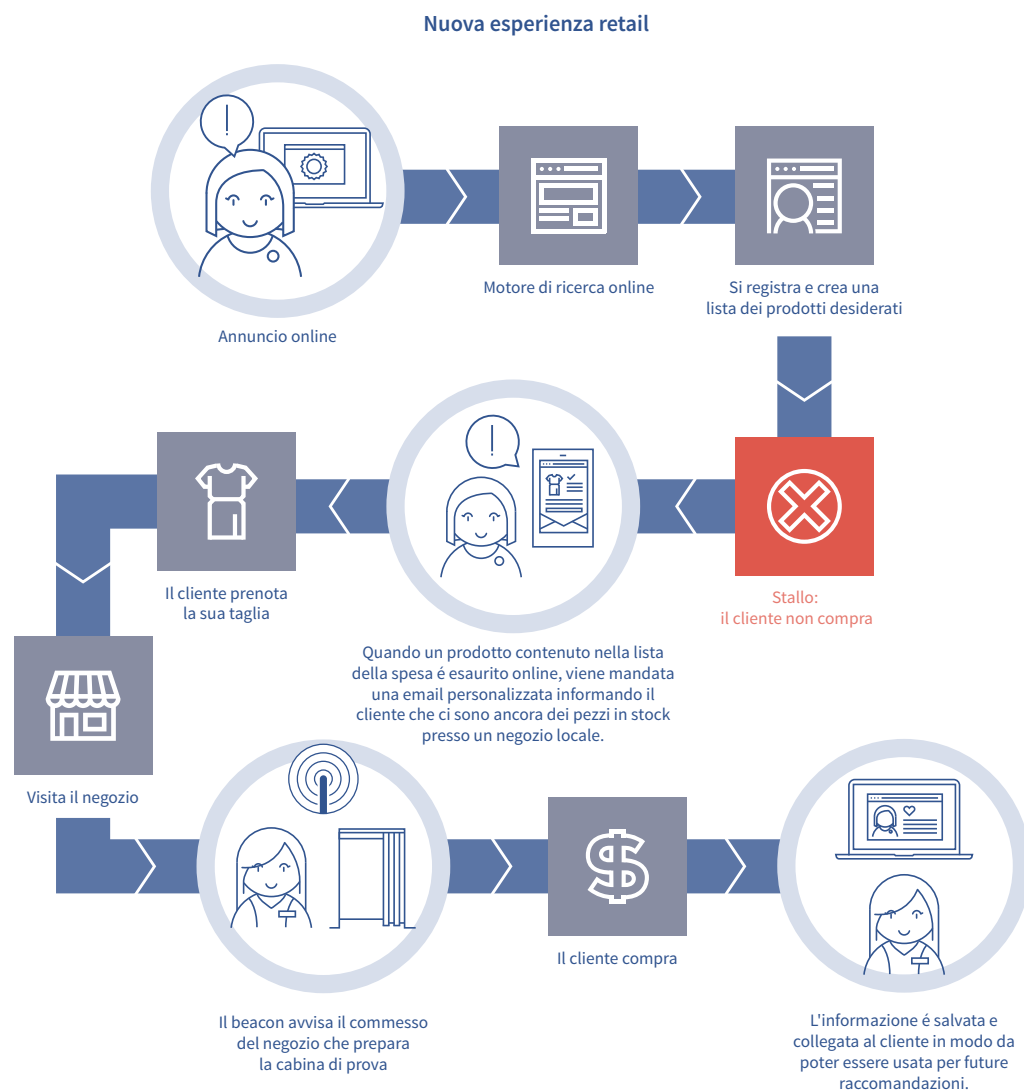 Nuova esperienza retail
Annuncio online
Motore di ricerca online
Si registra e crea una
lista dei prodotti desiderati
Stallo:
il cliente non compra
Quando un prodotto contenuto nella lista
della spesa é esaurito online, viene mandata
una email personalizzata informando il
cliente che ci sono ancora dei pezzi in stock
presso un negozio locale.
Il cliente prenota
la sua taglia
Visita il negozio
Il beacon avvisa il commesso
del negozio che prepara
la cabina di prova
Il cliente compra
L'informazione é salvata e
collegata al cliente in modo da
poter essere usata per future
raccomandazioni.